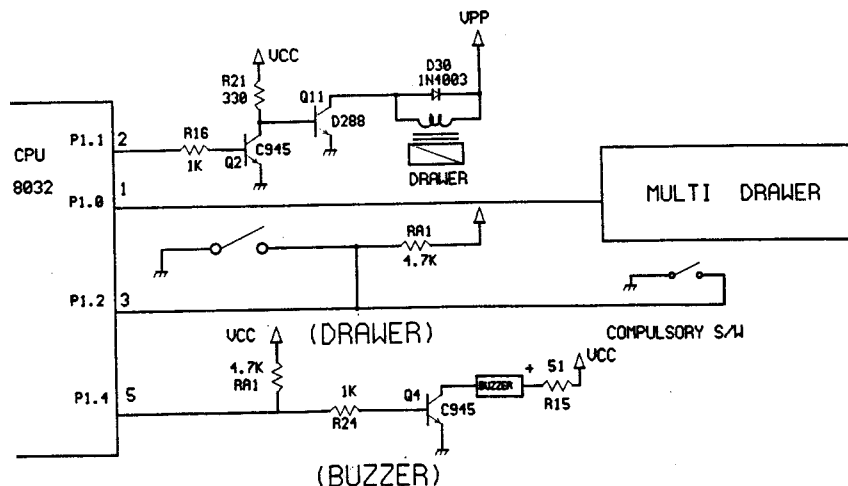 VPP
VCC
D30
1N4003
R21
330
Q11
D288
P1.1
2
R16
1K
Q2
C945
CPU
8032
DRAWER
1
P1.0
MULTI DRAWER
RA1
4.7K
P1.2
3
(DRAWER)
COMPULSORY S/W
VCC
VCC
4.7K
RA1
+
51
BUZZER
R15
1K
Q4
C945
P1.4
5
R24
(BUZZER)